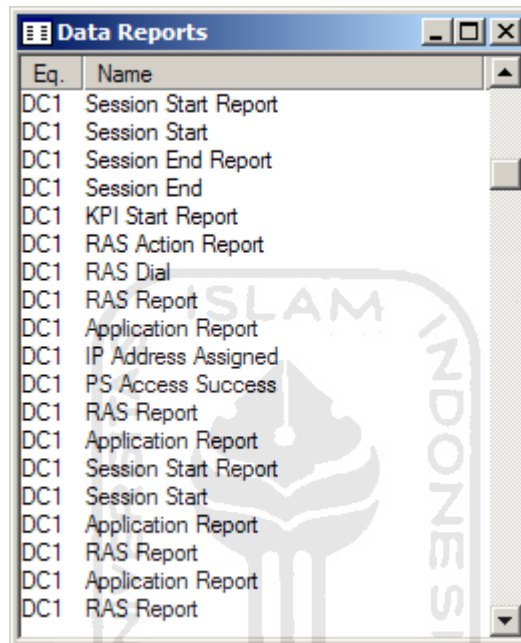 Data Reports
Eq. Name
DC1 Session Start Report
DC1 Session Start
DC1 Session End Report
DC1 Session End
DC1 KPI Start Report
DC1 RAS Action Report
DC1 RAS Dial
DC1 RAS Report
DC1 Application Report
DC1 IP Address Assigned
DC1 PS Access Success
DC1 RAS Report
DC1 Application Report
DC1 Session Start Report
DC1 Session Start
DC1 Application Report
DC1 RAS Report
DC1 Application Report
DC1 RAS Report
ISLAM